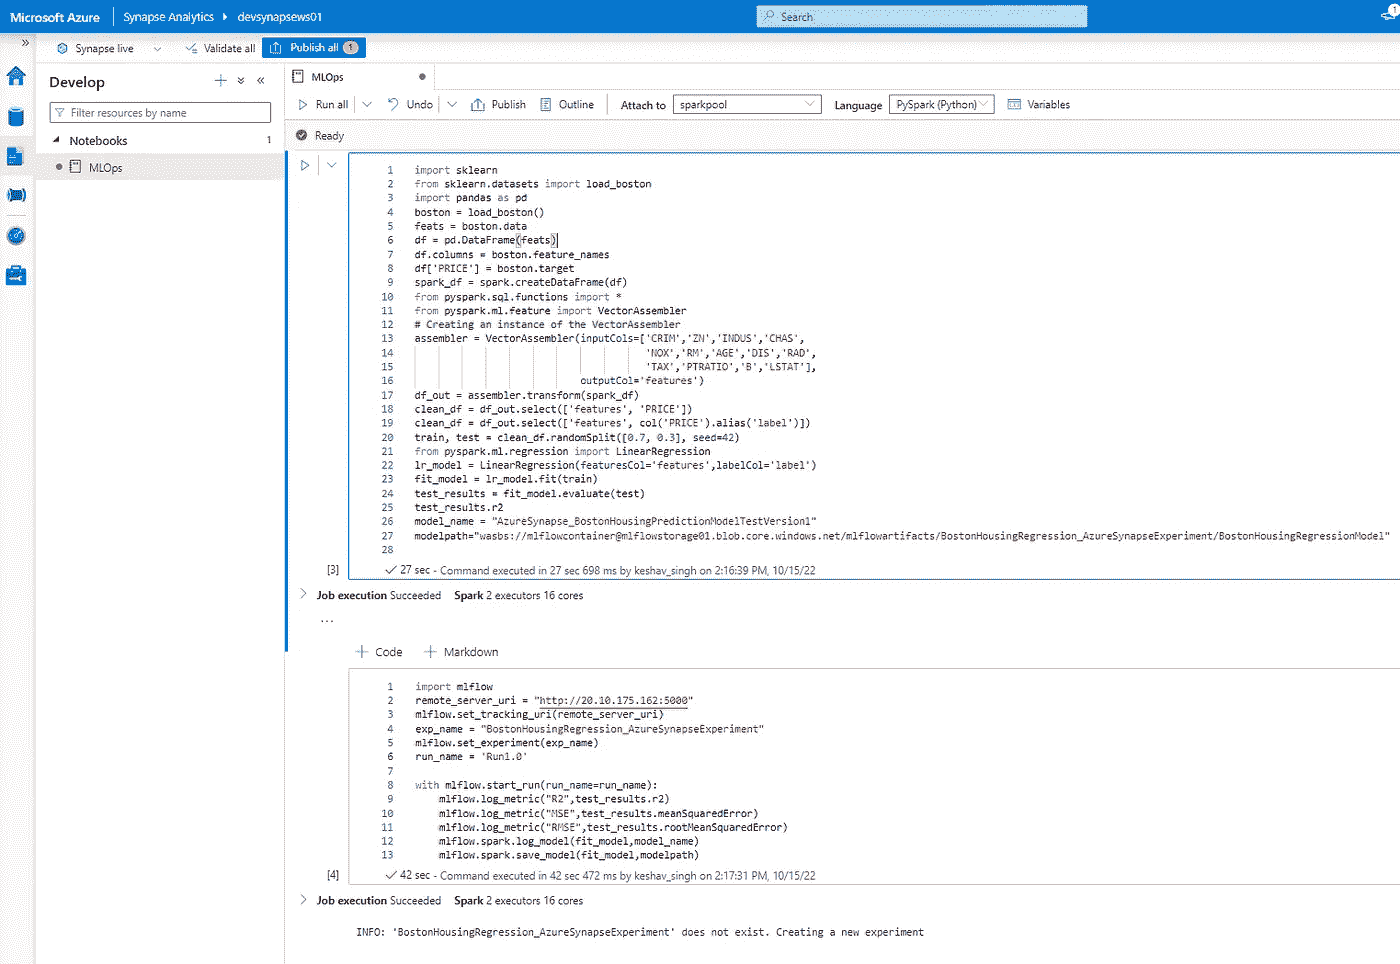 Microsoft Azure
Synapse Analytics
devsynapsews01
Search
1
Synapse live
Validate all
Publish all 1
Develop
Filter resources by name
Notebooks 1
MLOps
MLOps
Run all
Undo
Publish
Outline
Attach to
sparkpool
Language
PySpark (Python)
Variables
Ready
1 import sklearn
2 from sklearn.datasets import load_boston
3 import pandas as pd
4 boston = load_boston()
5 feats = boston.data
6 df = pd.DataFrame(feats)
7 df.columns = boston.feature_names
8 df['PRICE'] = boston.target
9 spark_df = spark.createDataFrame(df)
10 from pyspark.sql.functions import *
11 from pyspark.ml.feature import VectorAssembler
12 # Creating an instance of the VectorAssembler
13 assembler = VectorAssembler(inputCols=['CRIM','ZN','INDUS','CHAS',
14 'NOX','RM','AGE','DIS','RAD',
15 'TAX','PTRATIO','B','LSTAT'],
16 outputCol='features')
17 df_out = assembler.transform(spark_df)
18 clean_df = df_out.select(['features', 'PRICE'])
19 clean_df = df_out.select(['features', col('PRICE').alias('label')])
20 train, test = clean_df.randomSplit([0.7, 0.3], seed=42)
21 from pyspark.ml.regression import LinearRegression
22 lr_model = LinearRegression(featuresCol='features',labelCol='label')
23 fit_model = lr_model.fit(train)
24 test_results = fit_model.evaluate(test)
25 test_results.r2
26 model_name = "AzureSynapse_BostonHousingPredictionModelTestVersion1"
27 modelpath="wasbs://mlflowcontainer@mlflowstorage01.blob.core.windows.net/mlflowartifacts/BostonHousingRegression_AzureSynapseExperiment/BostonHousingRegressionModel"
28
[3] 27 sec - Command executed in 27 sec 698 ms by keshav_singh on 2:16:39 PM, 10/15/22
Job execution Succeeded Spark 2 executors 16 cores
...
Code
Markdown
1 import mlflow
2 remote_server_uri = "http://20.10.175.162:5000"
3 mlflow.set_tracking_uri(remote_server_uri)
4 exp_name = "BostonHousingRegression_AzureSynapseExperiment"
5 mlflow.set_experiment(exp_name)
6 run_name = 'Run1.0'
7
8 with mlflow.start_run(run_name=run_name):
9 mlflow.log_metric("R2",test_results.r2)
10 mlflow.log_metric("MSE",test_results.meanSquaredError)
11 mlflow.log_metric("RMSE",test_results.rootMeanSquaredError)
12 mlflow.spark.log_model(fit_model,model_name)
13 mlflow.spark.save_model(fit_model,modelpath)
[4] 42 sec - Command executed in 42 sec 472 ms by keshav_singh on 2:17:31 PM, 10/15/22
Job execution Succeeded Spark 2 executors 16 cores
INFO: 'BostonHousingRegression_AzureSynapseExperiment' does not exist. Creating a new experiment